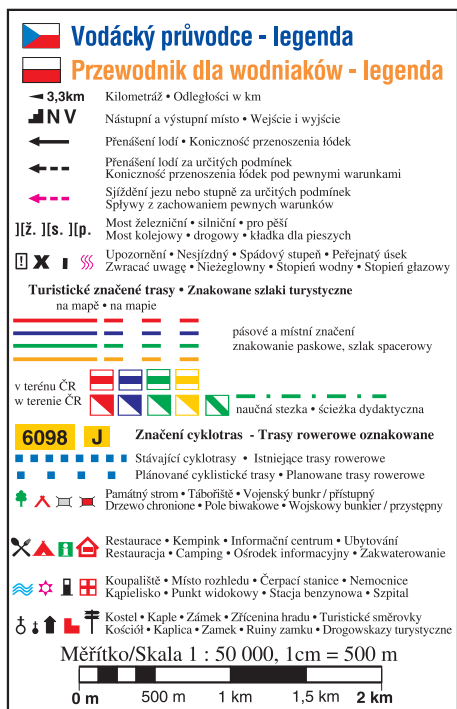 Vodácký průvodce - legenda
Przewodnik dla wodniaków - legenda
3,3km Kilometráž • Odległości w km
N V Nástupní a výstupní místo • Wejście i wyjście
Přenášení lodí • Koniczność przenoszenia łódek
Přenášení lodí za určitých podmínek
Koniczność przenoszenia łódek pod pewnymi warunkami
Sjíždění jezu nebo stupně za určitých podmínek
Spływy z zachowaniem pewnych warunków
][ž. ][s. ][p. Most železniční • silniční • pro pěší
Most kolejowy • drogowy • kładka dla pieszych
Upozornění • Nesjízdný • Spádový stupeň • Peřejnatý úsek
Zwracać uwagę • Nieżeglowny • Stopień wodny • Stopień głazowy
Turistické značené trasy • Znakowane szlaki turystyczne
na mapě • na mapie
pásové a místní značení
znakowanie paskowe, szlak spacerowy
v terénu ČR
w terenie ČR
naučná stezka • ścieżka dydaktyczna
6098 J Značení cyklotras - Trasy rowerowe oznakowane
Stávající cyklotrasy • Istniejące trasy rowerowe
Plánované cyklistické trasy • Planowane trasy rowerowe
Památný strom • Tábořiště • Vojenský bunkr / přístupný
Drzewo chronione • Pole biwakowe • Wojskowy bunkier / przystępny
Restaurace • Kempink • Informační centrum • Ubytování
Restauracja • Camping • Ośrodek informacyjny • Zakwaterowanie
Koupaliště • Místo rozhledu • Čerpací stanice • Nemocnice
Kąpielisko • Punkt widokowy • Stacja benzynowa • Szpital
Kostel • Kaple • Zámek • Zřícenina hradu • Turistické směrovky
Kościół • Kaplica • Zamek • Ruiny zamku • Drogowskazy turystyczne
Měřítko/Skala 1 : 50 000, 1cm = 500 m
0 m 500 m 1 km 1,5 km 2 km